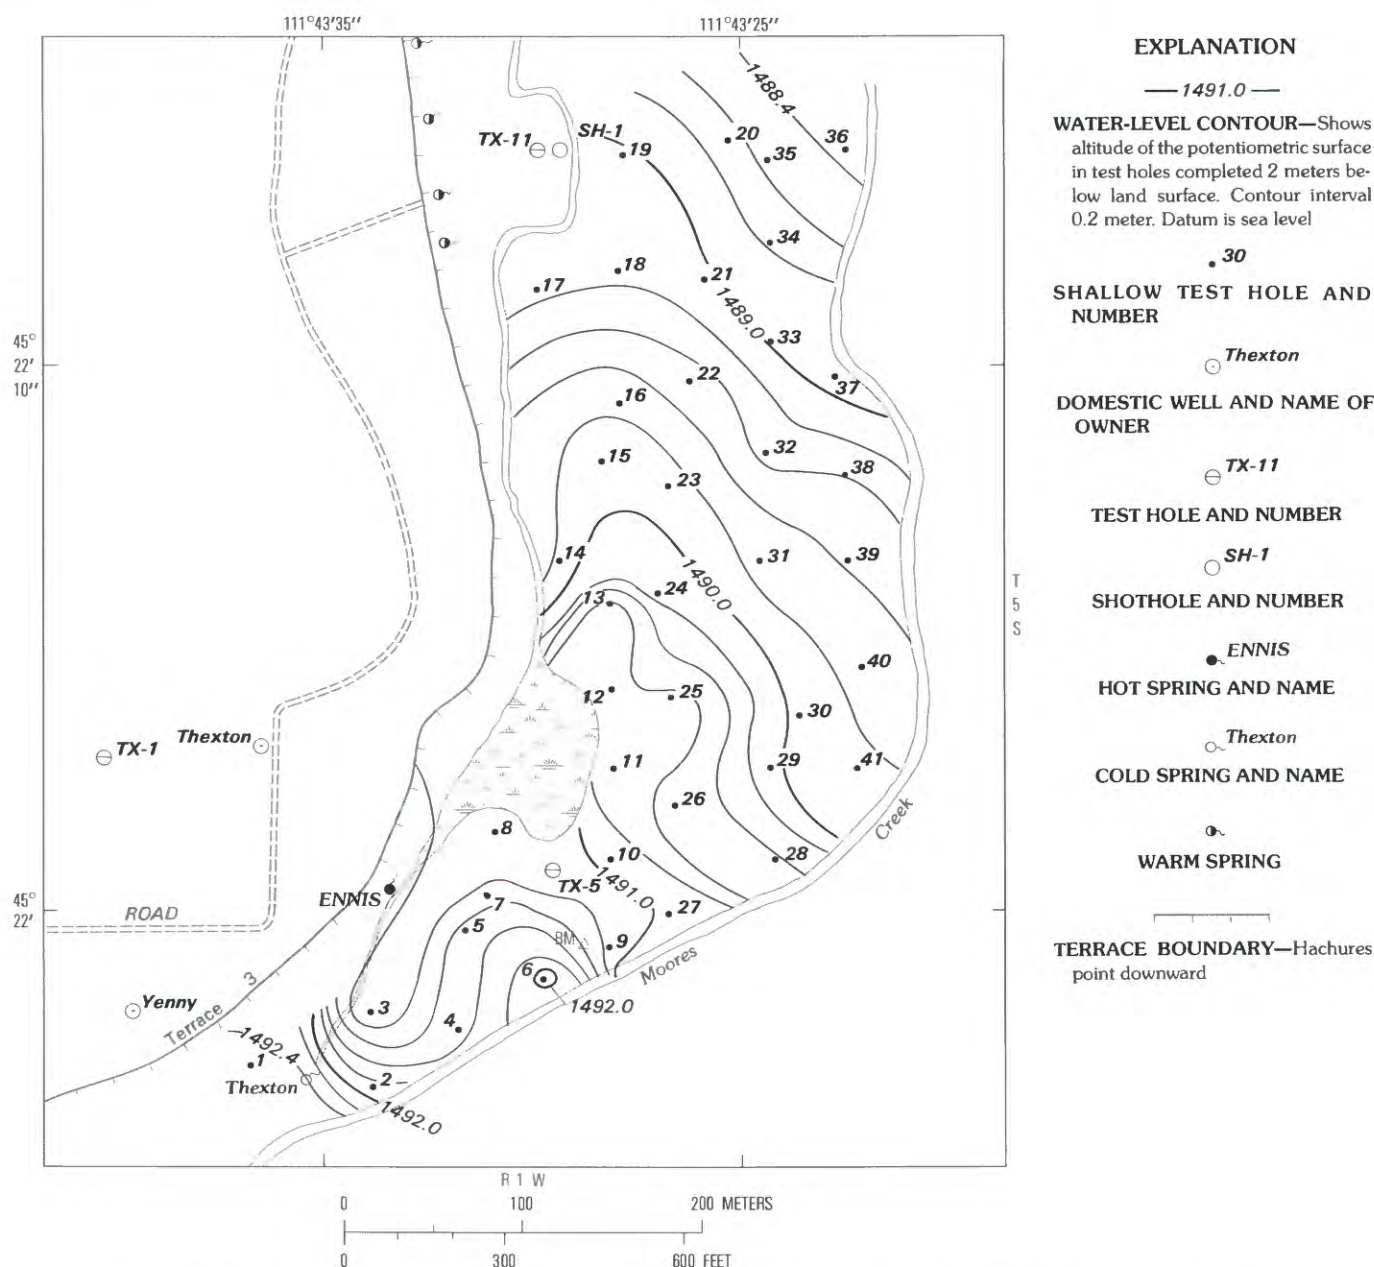 111°43'35''
111°43'25''
1488.4
TX-11
SH-1
19
20
35
36
34
18
17
21
1489.0
33
45°
22'
10''
37
22
16
15
32
38
23
14
31
39
24
1490.0
13
T
5
S
40
12
25
30
TX-1
Thexton
11
29
41
26
8
Creek
10
28
ENNIS
TX-5
1491.0
45°
22'
ROAD
7
27
5
BM
9
Moores
6
1492.0
3
Yenny
Terrace 3
3
4
1492.4
1
Thexton
2
1492.0
R 1 W
0 100 200 METERS
0 300 600 FEET
EXPLANATION
1491.0
WATER-LEVEL CONTOUR—Shows
altitude of the potentiometric surface
in test holes completed 2 meters be-
low land surface. Contour interval
0.2 meter. Datum is sea level
30
SHALLOW TEST HOLE AND
NUMBER
Thexton
DOMESTIC WELL AND NAME OF
OWNER
TX-11
TEST HOLE AND NUMBER
SH-1
SHOTHOLE AND NUMBER
ENNIS
HOT SPRING AND NAME
Thexton
COLD SPRING AND NAME
WARM SPRING
TERRACE BOUNDARY—Hachures
point downward